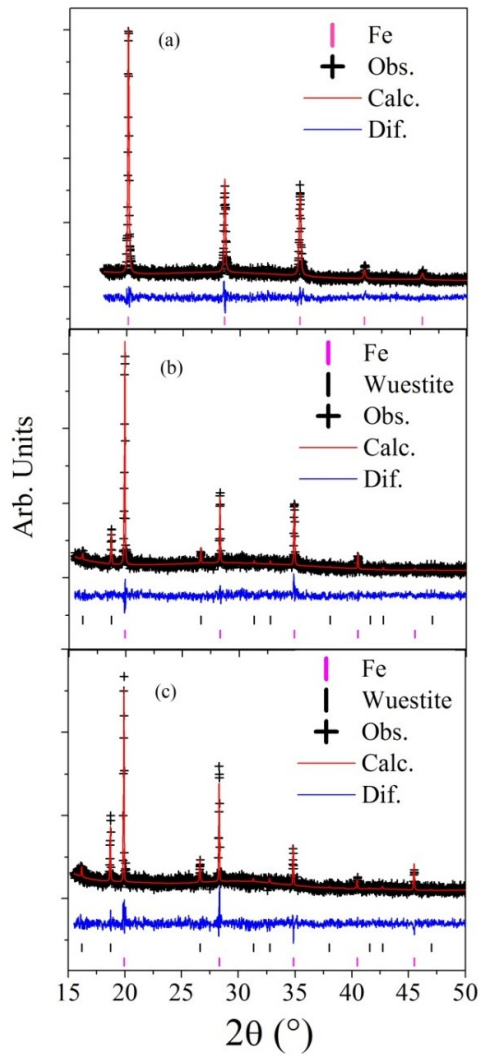 (a)
Fe
Obs.
Calc.
Dif.
(b)
Fe
Wuestite
Obs.
Calc.
Dif.
Arb. Units
(c)
Fe
Wuestite
Obs.
Calc.
Dif.
15 20 25 30 35 40 45 50
2θ (°)